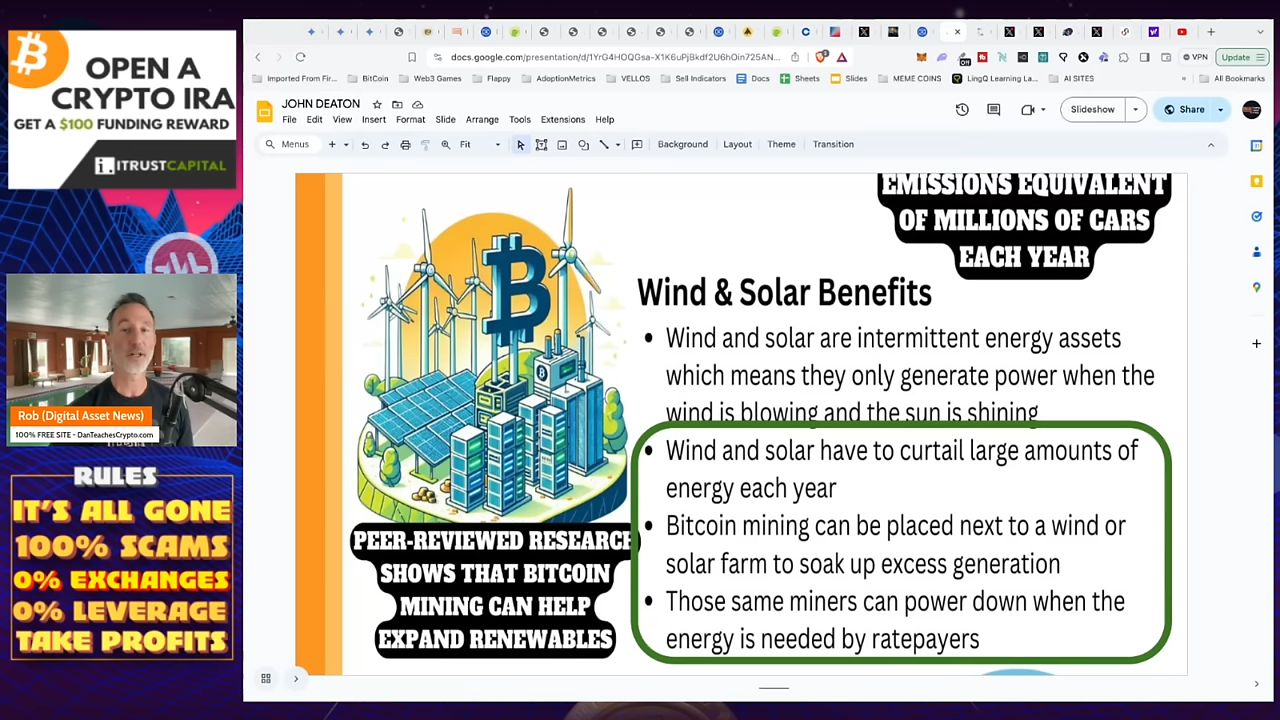 OPEN A
CRYPTO IRA
GET A $100 FUNDING REWARD
i.ITRUSTCAPITAL
Rob (Digital Asset News)
100% FREE SITE - DanTeachesCrypto.com
RULES
IT'S ALL GONE
100% SCAMS
0% EXCHANGES
0% LEVERAGE
TAKE PROFITS
docs.google.com/presentation/d/1YrG4HOQGsa-X1K6uPjBkdf2U6hOin725AN...
VPN
Update
Imported From Fir...
BitCoin
Web3 Games
Flappy
AdoptionMetrics
VELLOS
Sell Indicators
Docs
Sheets
Slides
MEME COINS
LingQ Learning La...
AI SITES
All Bookmarks
JOHN DEATON
File Edit View Insert Format Slide Arrange Tools Extensions Help
Slideshow
Share
Menus
Fit
Background
Layout
Theme
Transition
EMISSIONS EQUIVALENT
OF MILLIONS OF CARS
EACH YEAR
Wind & Solar Benefits
• Wind and solar are intermittent energy assets
which means they only generate power when the
wind is blowing and the sun is shining
• Wind and solar have to curtail large amounts of
energy each year
• Bitcoin mining can be placed next to a wind or
solar farm to soak up excess generation
• Those same miners can power down when the
energy is needed by ratepayers
PEER-REVIEWED RESEARCH
SHOWS THAT BITCOIN
MINING CAN HELP
EXPAND RENEWABLES